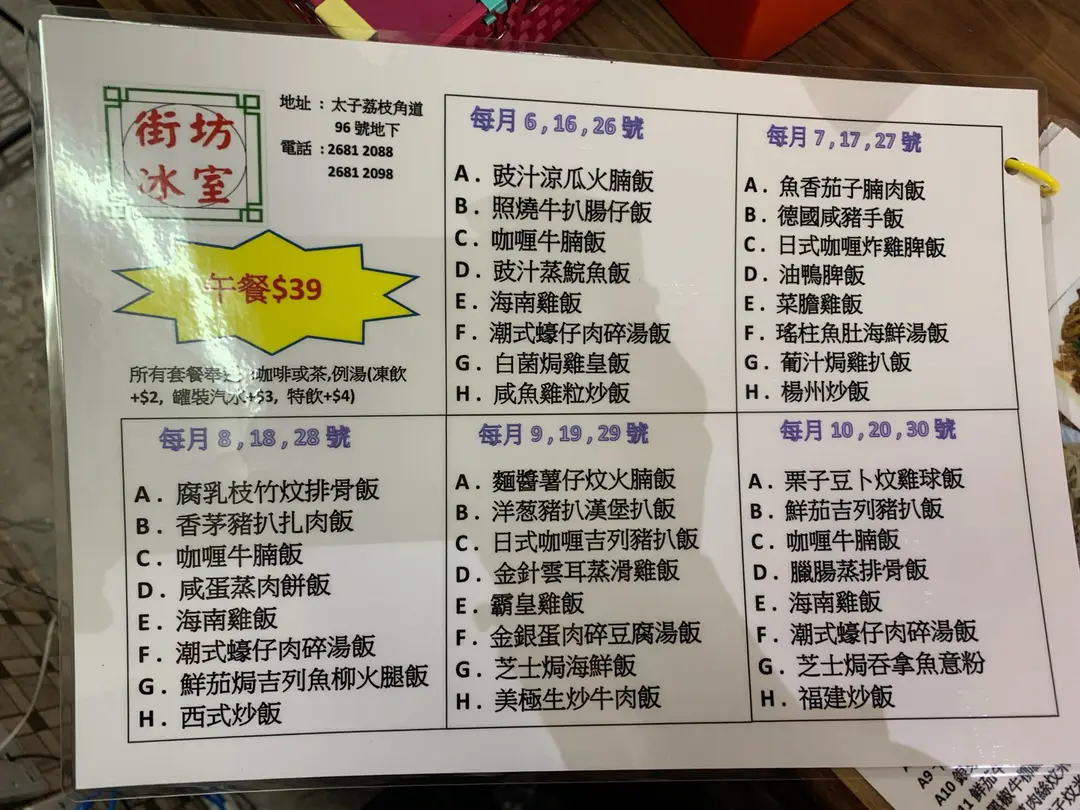 街坊
冰室
地址 : 太子荔枝角道
96 號地下
電話 : 2681 2088
2681 2098
午餐$39
所有套餐奉 咖啡或茶,例湯(凍飲
+$2, 罐裝汽水+$3, 特飲+$4)
每月 6 , 16 , 26 號
A . 豉汁涼瓜火腩飯
B . 照燒牛扒腸仔飯
C . 咖喱牛腩飯
D . 豉汁蒸鯇魚飯
E . 海南雞飯
F . 潮式蠔仔肉碎湯飯
G . 白菌焗雞皇飯
H . 咸魚雞粒炒飯
每月 7 , 17 , 27 號
A . 魚香茄子腩肉飯
B . 德國咸豬手飯
C . 日式咖喱炸雞脾飯
D . 油鴨脾飯
E . 菜膽雞飯
F . 瑤柱魚肚海鮮湯飯
G . 葡汁焗雞扒飯
H . 楊州炒飯
每月 8 , 18 , 28 號
A . 腐乳枝竹炆排骨飯
B . 香茅豬扒扎肉飯
C . 咖喱牛腩飯
D . 咸蛋蒸肉餅飯
E . 海南雞飯
F . 潮式蠔仔肉碎湯飯
G . 鮮茄焗吉列魚柳火腿飯
H . 西式炒飯
每月 9 , 19 , 29 號
A . 麵醬薯仔炆火腩飯
B . 洋葱豬扒漢堡扒飯
C . 日式咖喱吉列豬扒飯
D . 金針雲耳蒸滑雞飯
E . 霸皇雞飯
F . 金銀蛋肉碎豆腐湯飯
G . 芝士焗海鮮飯
H . 美極生炒牛肉飯
每月 10 , 20 , 30 號
A . 栗子豆卜炆雞球飯
B . 鮮茄吉列豬扒飯
C . 咖喱牛腩飯
D . 臘腸蒸排骨飯
E . 海南雞飯
F . 潮式蠔仔肉碎湯飯
G . 芝士焗吞拿魚意粉
H . 福建炒飯
A9
A10